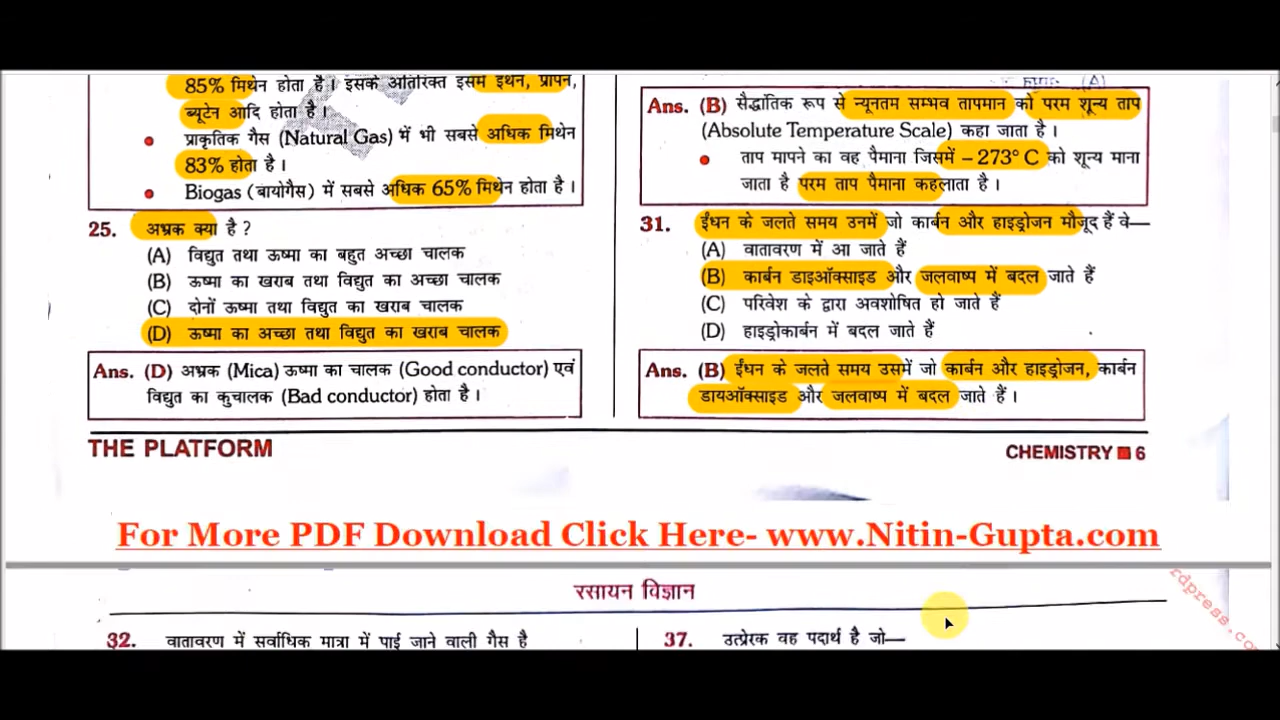 85% मिथेन होता है। इसके अतिरिक्त इसमें इथेन, प्रोपेन,
ब्यूटेन आदि होता है।
• प्राकृतिक गैस (Natural Gas) में भी सबसे अधिक मिथेन
83% होता है।
• Biogas (बायोगैस) में सबसे अधिक 65% मिथेन होता है।
25. अभ्रक क्या है ?
(A) विद्युत तथा ऊष्मा का बहुत अच्छा चालक
(B) ऊष्मा का खराब तथा विद्युत का अच्छा चालक
(C) दोनों ऊष्मा तथा विद्युत का खराब चालक
(D) ऊष्मा का अच्छा तथा विद्युत का खराब चालक
Ans. (D) अभ्रक (Mica) ऊष्मा का चालक (Good conductor) एवं
विद्युत का कुचालक (Bad conductor) होता है।
Ans. (B) सैद्धांतिक रूप से न्यूनतम सम्भव तापमान को परम शून्य ताप
(Absolute Temperature Scale) कहा जाता है।
• ताप मापने का वह पैमाना जिसमें – 273° C को शून्य माना
जाता है परम ताप पैमाना कहलाता है।
31. ईंधन के जलते समय उनमें जो कार्बन और हाइड्रोजन मौजूद हैं वे—
(A) वातावरण में आ जाते हैं
(B) कार्बन डाइऑक्साइड और जलवाष्प में बदल जाते हैं
(C) परिवेश के द्वारा अवशोषित हो जाते हैं
(D) हाइड्रोकार्बन में बदल जाते हैं
Ans. (B) ईंधन के जलते समय उसमें जो कार्बन और हाइड्रोजन, कार्बन
डायऑक्साइड और जलवाष्प में बदल जाते हैं।
THE PLATFORM
CHEMISTRY ■ 6
For More PDF Download Click Here- www.Nitin-Gupta.com
रसायन विज्ञान
32. वातावरण में सर्वाधिक मात्रा में पाई जाने वाली गैस है
37. उत्प्रेरक वह पदार्थ है जो—
rdpress.com